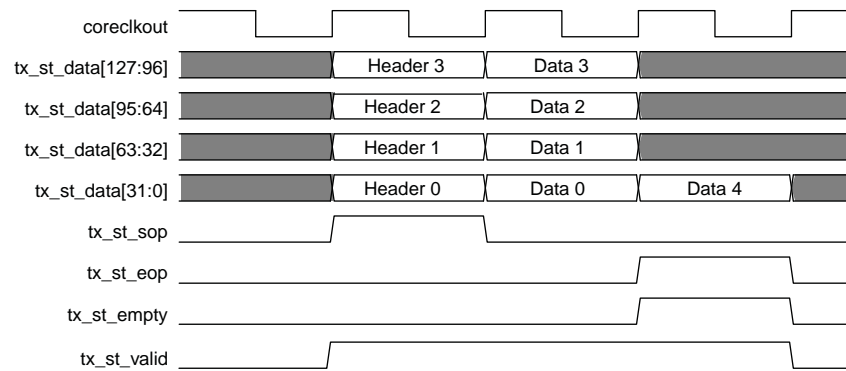 coreclkout
tx_st_data[127:96] Header 3 Data 3
tx_st_data[95:64] Header 2 Data 2
tx_st_data[63:32] Header 1 Data 1
tx_st_data[31:0] Header 0 Data 0 Data 4
tx_st_sop
tx_st_eop
tx_st_empty
tx_st_valid